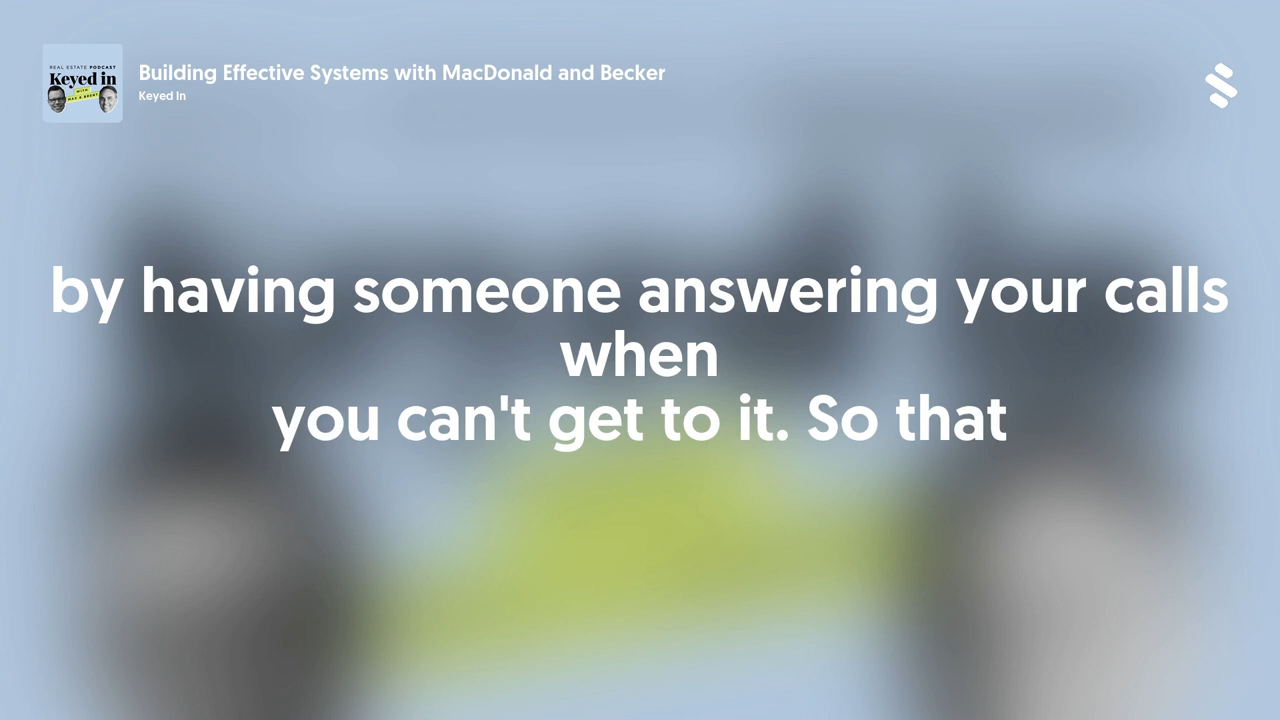 REAL ESTATE PODCAST
Keyed in
WITH
MAX & BRENT
Building Effective Systems with MacDonald and Becker
Keyed In
by having someone answering your calls
when
you can't get to it. So that